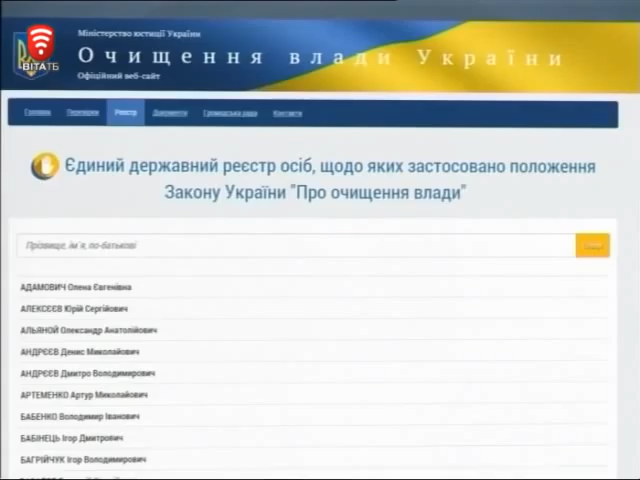 Міністерство юстиції України
Очищення влади України
Офіційний веб-сайт
ВІТАТБ
Головна Перевірки Реєстр Документи Громадська рада Контакти
Єдиний державний реєстр осіб, щодо яких застосовано положення
Закону України "Про очищення влади"
Прізвище, ім´я, по-батькові
АДАМОВИЧ Олена Євгенівна
АЛЕКСЄЄВ Юрій Сергійович
АЛЬЯНОЙ Олександр Анатолійович
АНДРЄЄВ Денис Миколайович
АНДРЄЄВ Дмитро Володимирович
АРТЕМЕНКО Артур Миколайович
БАБЕНКО Володимир Іванович
БАБІНЕЦЬ Ігор Дмитрович
БАГРІЙЧУК Ігор Володимирович